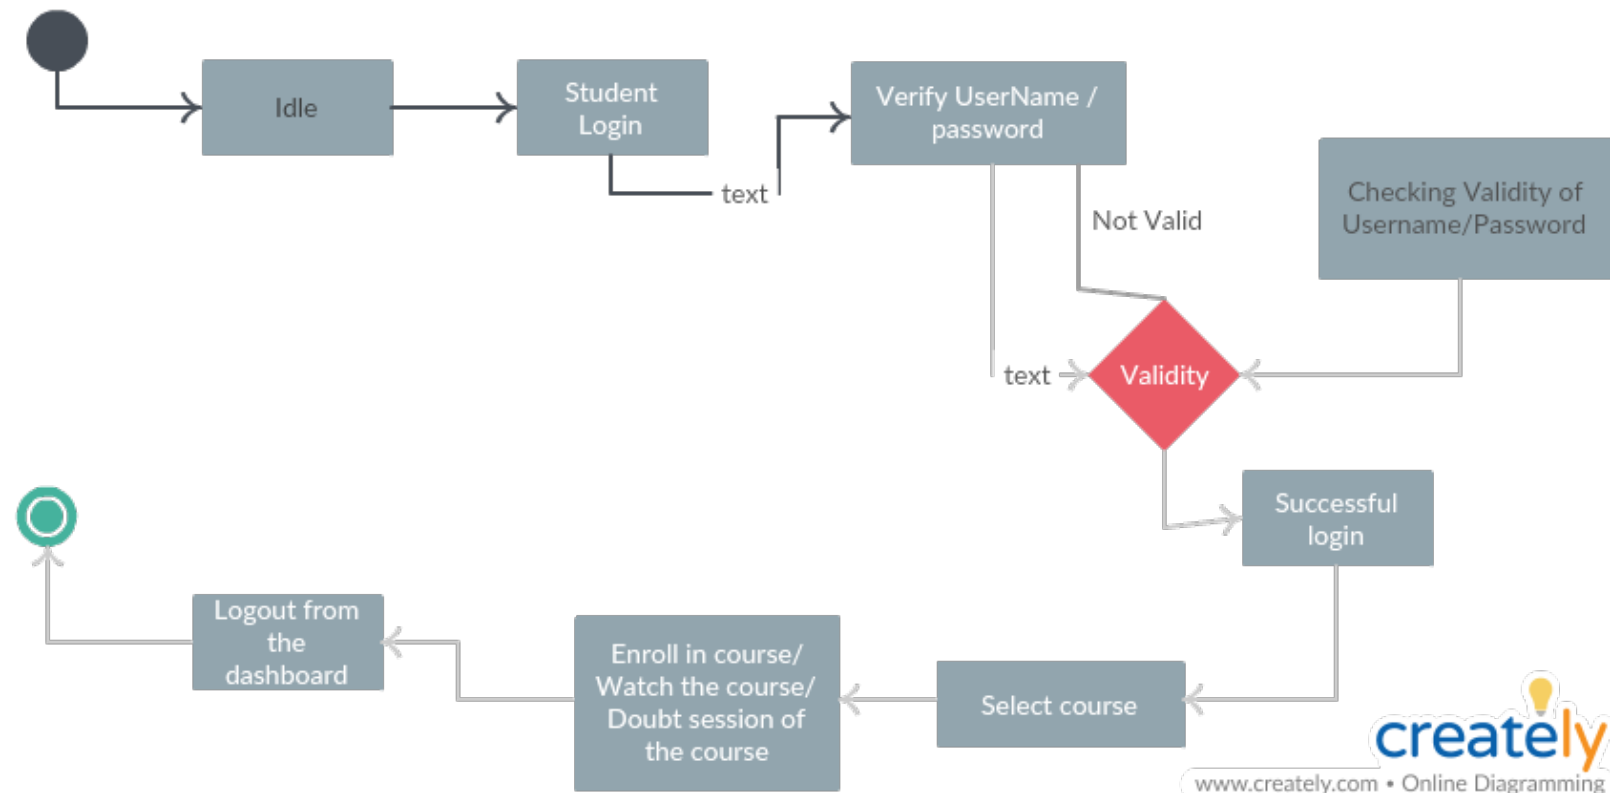 Idle
Student
Login
text
Verify UserName /
password
Not Valid
Checking Validity of
Username/Password
text
Validity
Successful
login
Select course
Enroll in course/
Watch the course/
Doubt session of
the course
Logout from
the
dashboard
creately
www.creately.com • Online Diagramming